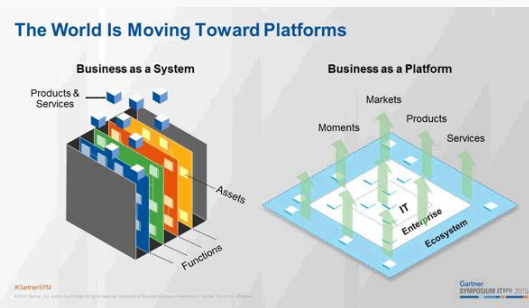 The World Is Moving Toward Platforms
Business as a System
Business as a Platform
Products &
Services
Assets
Functions
Markets
Moments
Products
Services
IT
Enterprise
Ecosystem
#GartnerSYM
Gartner
SYMPOSIUM ITXPO 2015